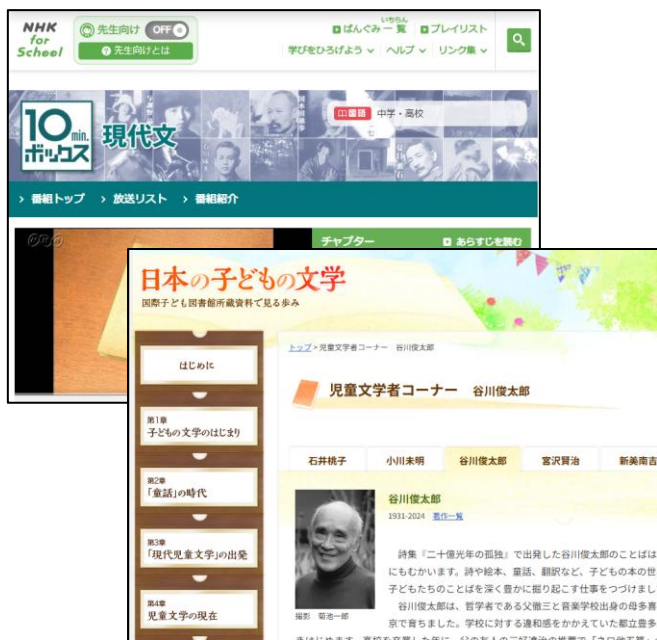 NHK
for
School
先生向け OFF
先生向けとは
いちらん
ばんぐみ一覧 プレイリスト
学びをひろげよう ヘルプ リンク集
10min.
ボックス
現代文
国語 中学・高校
番組トップ 放送リスト 番組紹介
NHK
チャプター あらすじを読む
日本の子どもの文学
国際子ども図書館所蔵資料で見る歩み
はじめに
第1章
子どもの文学のはじまり
第2章
「童話」の時代
第3章
「現代児童文学」の出発
第4章
児童文学の現在
トップ > 児童文学者コーナー 谷川俊太郎
児童文学者コーナー 谷川俊太郎
石井桃子 小川未明 谷川俊太郎 宮沢賢治 新美南吉
谷川俊太郎
1931-2024 著作一覧
撮影 菊池一郎
詩集『二十億光年の孤独』で出発した谷川俊太郎のことばは
にもむかいます。詩や絵本、童話、翻訳など、子どもの本の世
子どもたちのことばを深く豊かに掘り起こす仕事をつづけまし
谷川俊太郎は、哲学者である父徹三と音楽学校出身の母多喜
京で育ちました。学校に対する違和感をかかえていた都立豊多